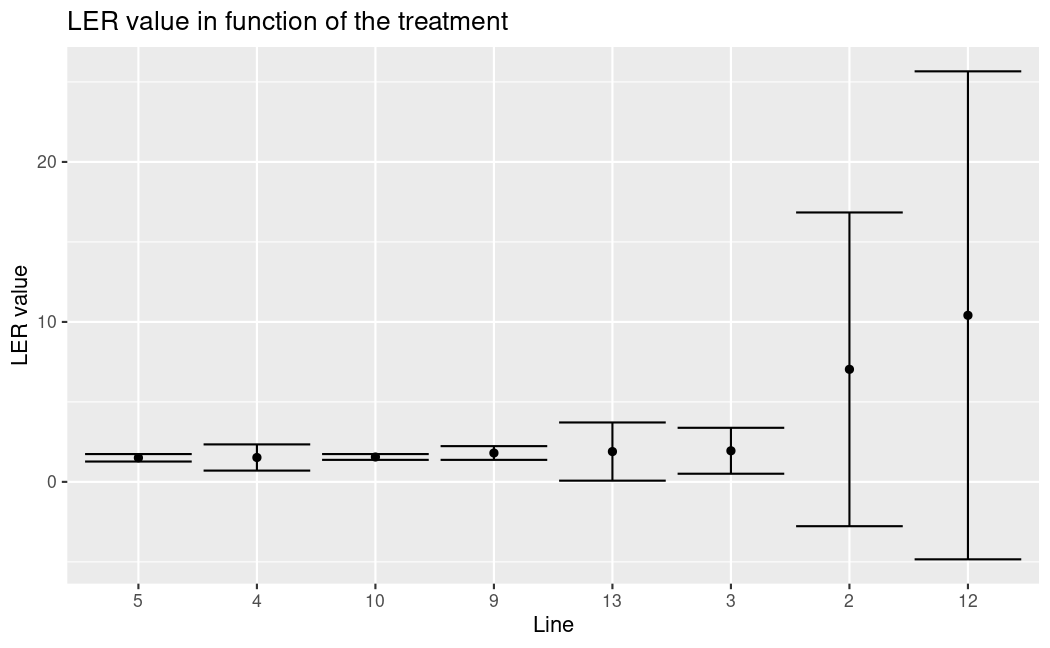 LER value in function of the treatment
LER value
20
10
0
5 4 10 9 13 3 2 12
Line